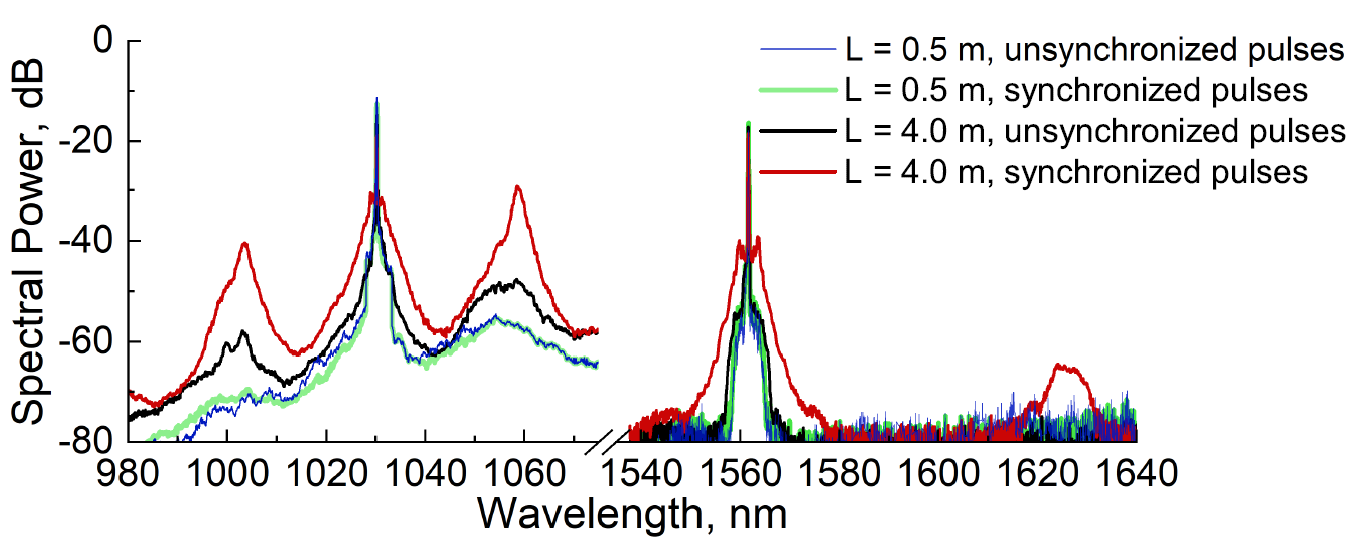 0
-20
-40
-60
-80
Spectral Power, dB
L = 0.5 m, unsynchronized pulses
L = 0.5 m, synchronized pulses
L = 4.0 m, unsynchronized pulses
L = 4.0 m, synchronized pulses
980 1000 1020 1040 1060 1540 1560 1580 1600 1620 1640
Wavelength, nm